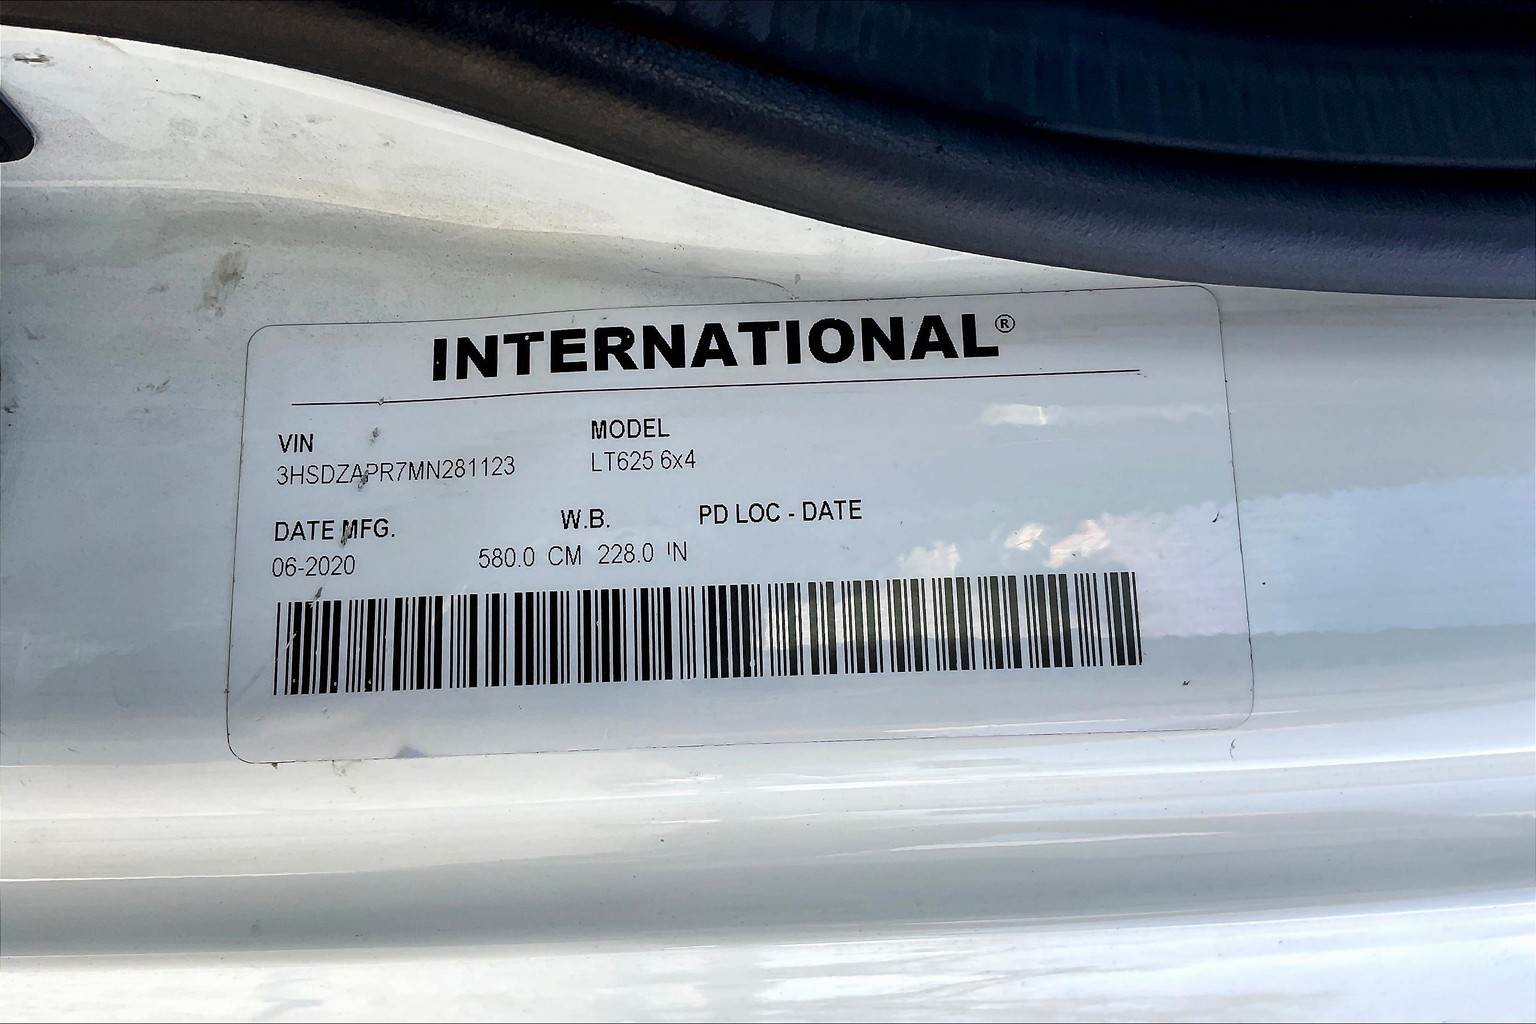 INTERNATIONAL®
VIN
3HSDZAPR7MN281123
MODEL
LT625 6x4
DATE MFG.
06-2020
W.B.
580.0 CM 228.0 IN
PD LOC - DATE